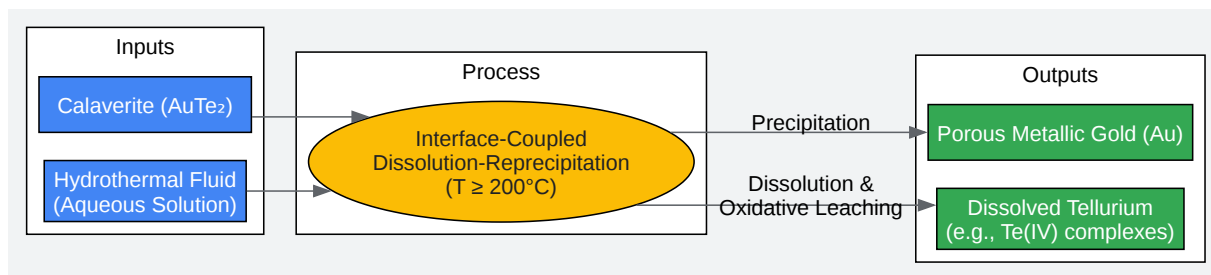 Inputs
Calaverite (AuTe₂)
Hydrothermal Fluid
(Aqueous Solution)
Process
Interface-Coupled
Dissolution-Reprecipitation
(T ≥ 200°C)
Precipitation
Dissolution &
Oxidative Leaching
Outputs
Porous Metallic Gold (Au)
Dissolved Tellurium
(e.g., Te(IV) complexes)